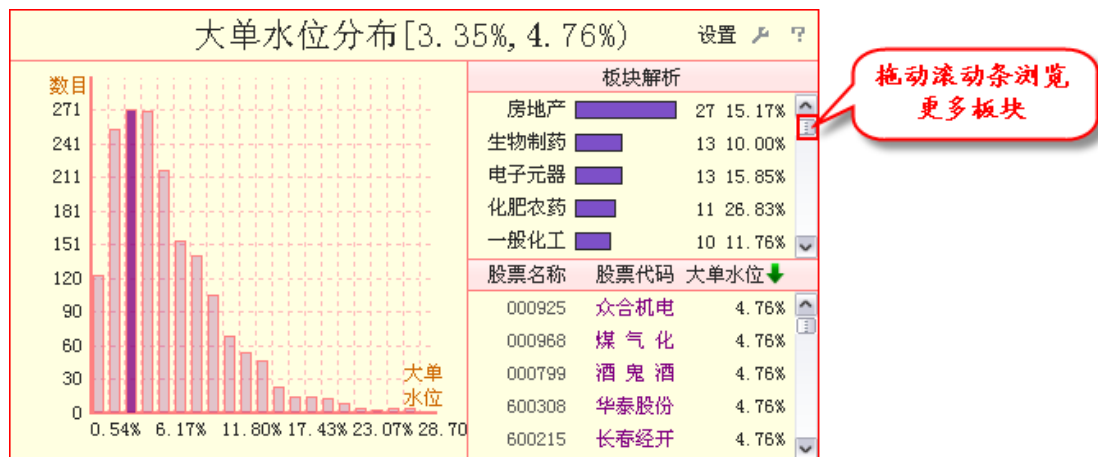 大单水位分布[3.35%,4.76%)
设置
数目
271
241
211
181
151
120
90
60
30
0
大单
水位
0.54% 6.17% 11.80% 17.43% 23.07% 28.70
板块解析
房地产 27 15.17%
生物制药 13 10.00%
电子元器 13 15.85%
化肥农药 11 26.83%
一般化工 10 11.76%
股票名称 股票代码 大单水位
000925 众合机电 4.76%
000968 煤气化 4.76%
000799 酒鬼酒 4.76%
600308 华泰股份 4.76%
600215 长春经开 4.76%
拖动滚动条浏览
更多板块